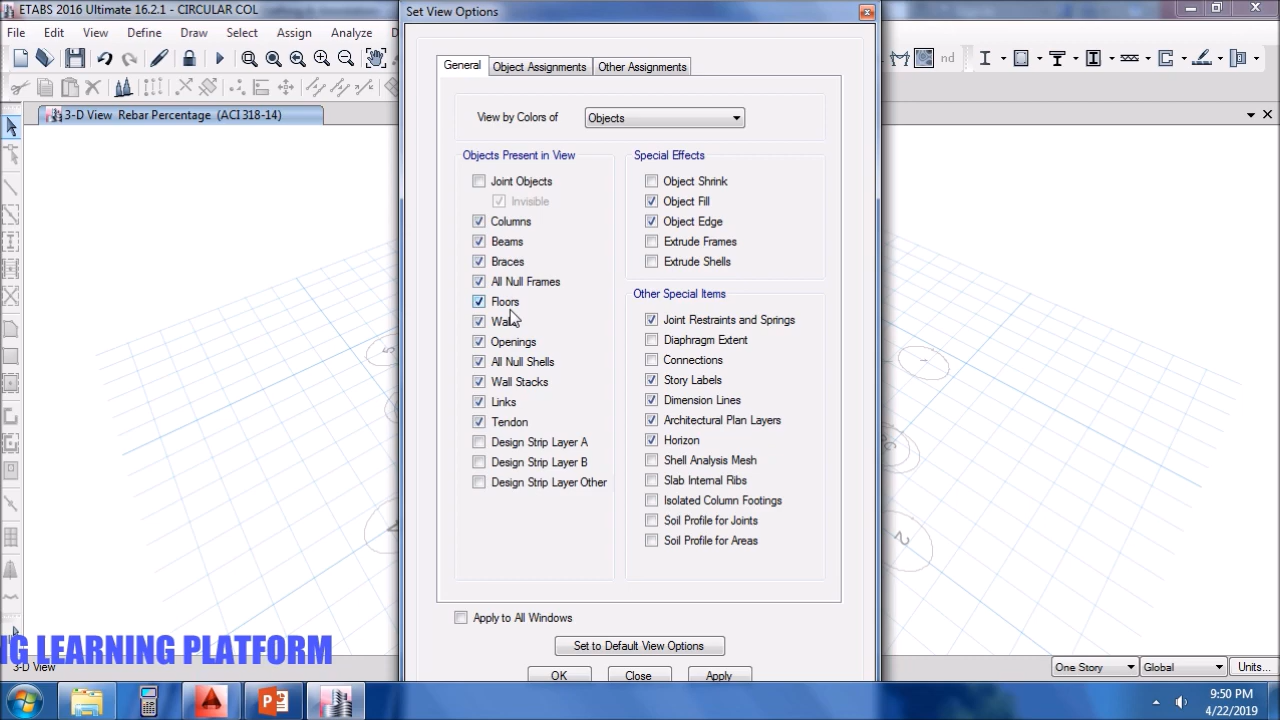 ETABS 2016 Ultimate 16.2.1 - CIRCULAR COL
Set View Options
File Edit View Define Draw Select Assign Analyze
nd
3-D View Rebar Percentage (ACI 318-14)
General Object Assignments Other Assignments
View by Colors of Objects
Objects Present in View
Joint Objects
Invisible
Columns
Beams
Braces
All Null Frames
Floors
Walls
Openings
All Null Shells
Wall Stacks
Links
Tendon
Design Strip Layer A
Design Strip Layer B
Design Strip Layer Other
Special Effects
Object Shrink
Object Fill
Object Edge
Extrude Frames
Extrude Shells
Other Special Items
Joint Restraints and Springs
Diaphragm Extent
Connections
Story Labels
Dimension Lines
Architectural Plan Layers
Horizon
Shell Analysis Mesh
Slab Internal Ribs
Isolated Column Footings
Soil Profile for Joints
Soil Profile for Areas
Apply to All Windows
Set to Default View Options
OK Close Apply
5
4
1
2
NG LEARNING PLATFORM
3-D View
One Story Global Units...
9:50 PM
4/22/2019